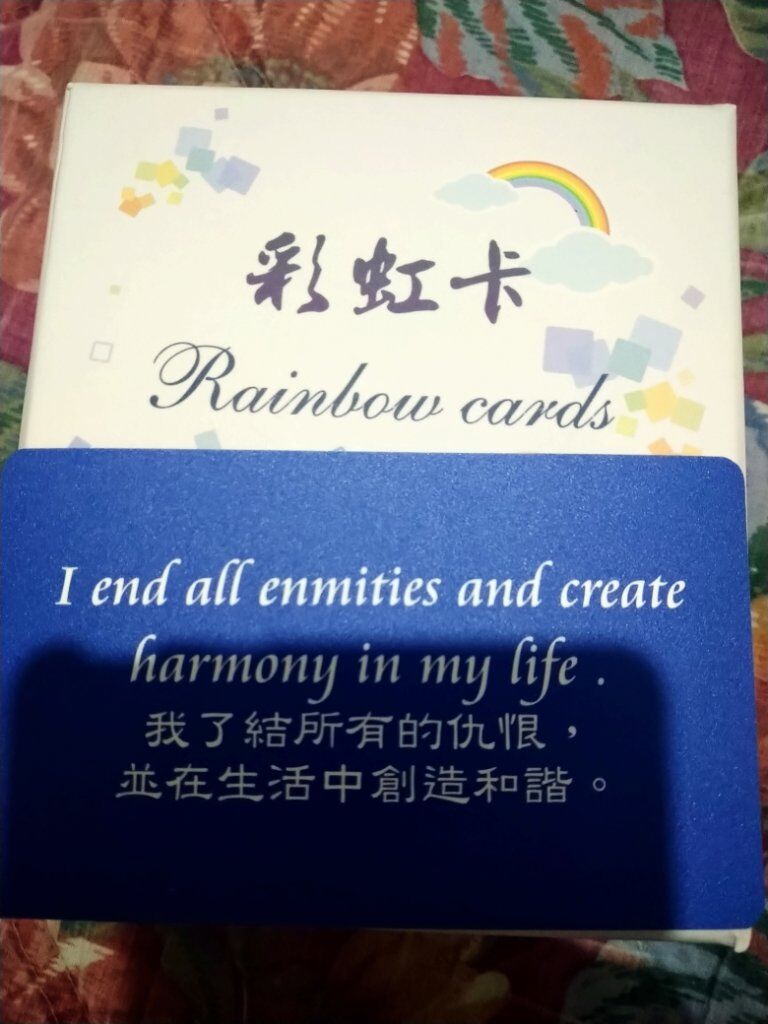 彩虹卡
Rainbow cards
I end all enmities and create
harmony in my life .
我了結所有的仇恨，
並在生活中創造和諧。